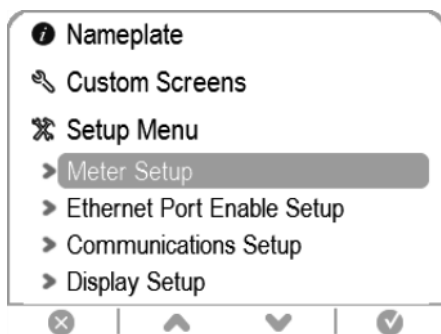 Nameplate
Custom Screens
Setup Menu
Meter Setup
Ethernet Port Enable Setup
Communications Setup
Display Setup